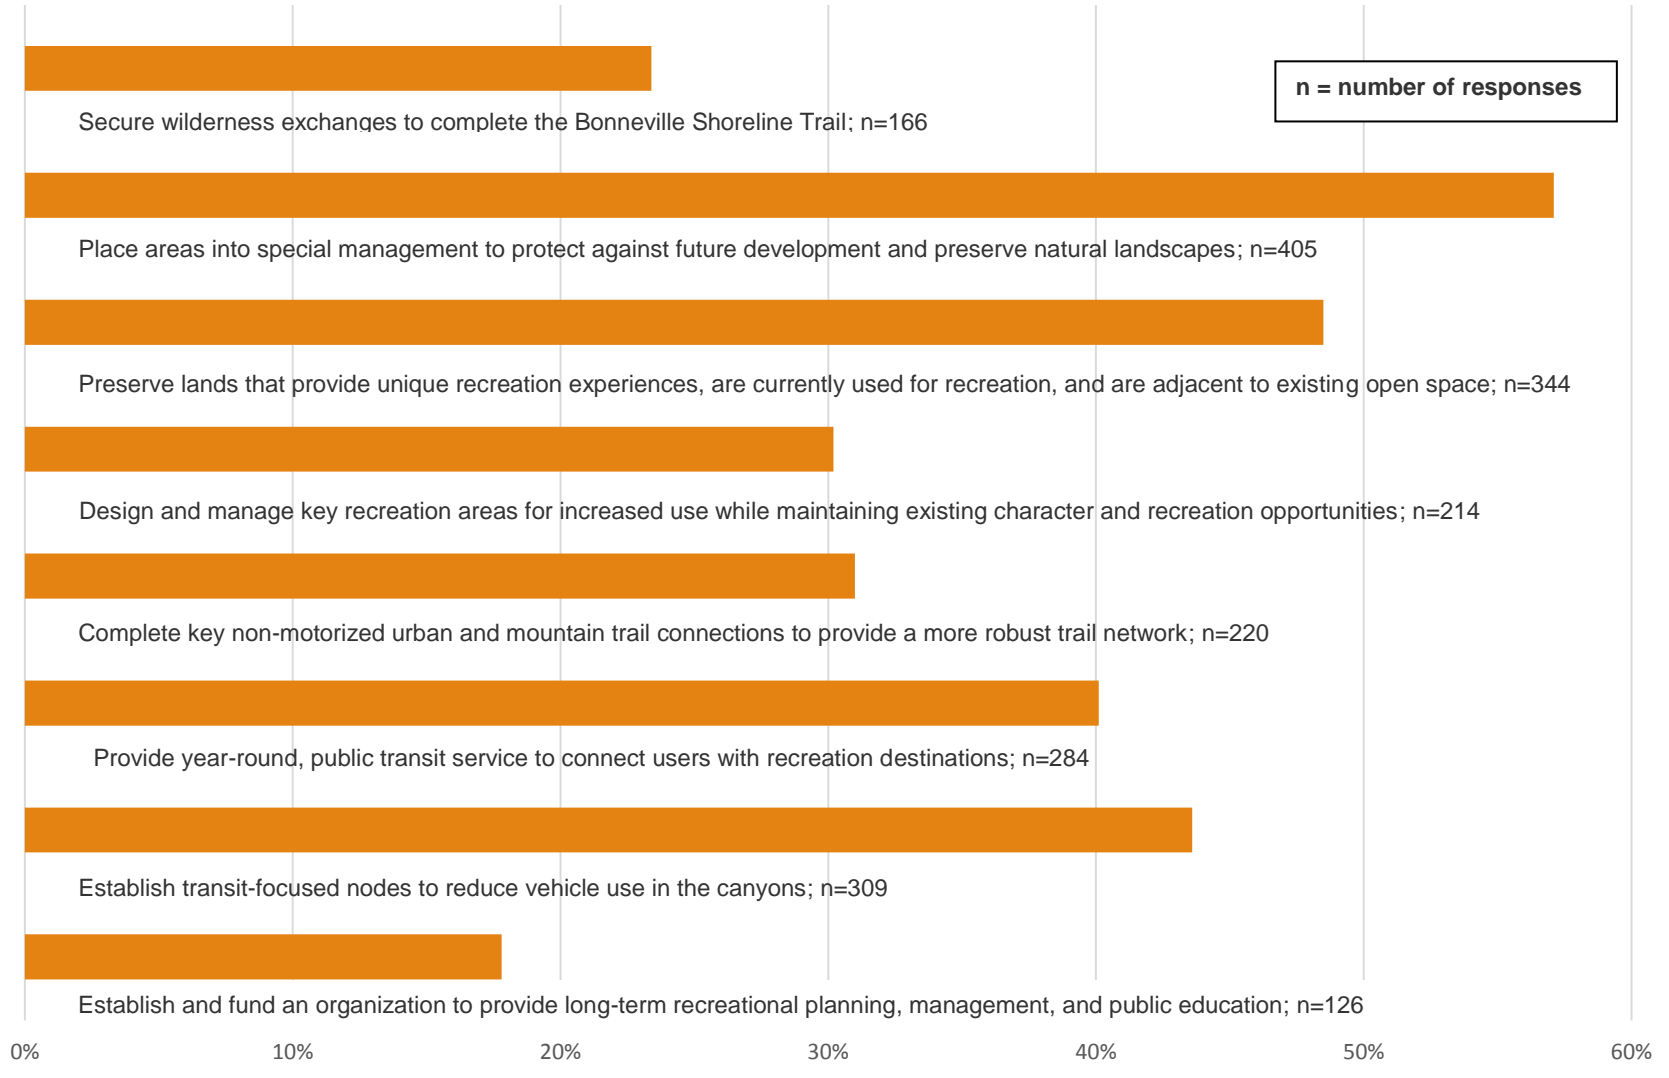 n = number of responses
Secure wilderness exchanges to complete the Bonneville Shoreline Trail; n=166
Place areas into special management to protect against future development and preserve natural landscapes; n=405
Preserve lands that provide unique recreation experiences, are currently used for recreation, and are adjacent to existing open space; n=344
Design and manage key recreation areas for increased use while maintaining existing character and recreation opportunities; n=214
Complete key non-motorized urban and mountain trail connections to provide a more robust trail network; n=220
Provide year-round, public transit service to connect users with recreation destinations; n=284
Establish transit-focused nodes to reduce vehicle use in the canyons; n=309
Establish and fund an organization to provide long-term recreational planning, management, and public education; n=126
0% 10% 20% 30% 40% 50% 60%